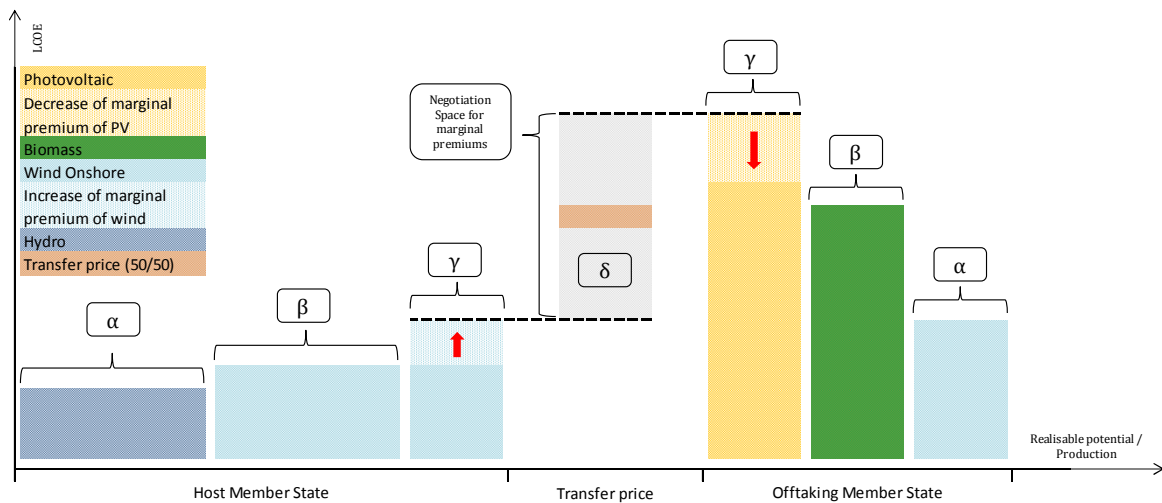 LCOE
Photovoltaic
Decrease of marginal
premium of PV
Biomass
Wind Onshore
Increase of marginal
premium of wind
Hydro
Transfer price (50/50)
α
β
γ
Negotiation
Space for
marginal
premiums
δ
γ
β
α
Host Member State
Transfer price
Offtaking Member State
Realisable potential /
Production